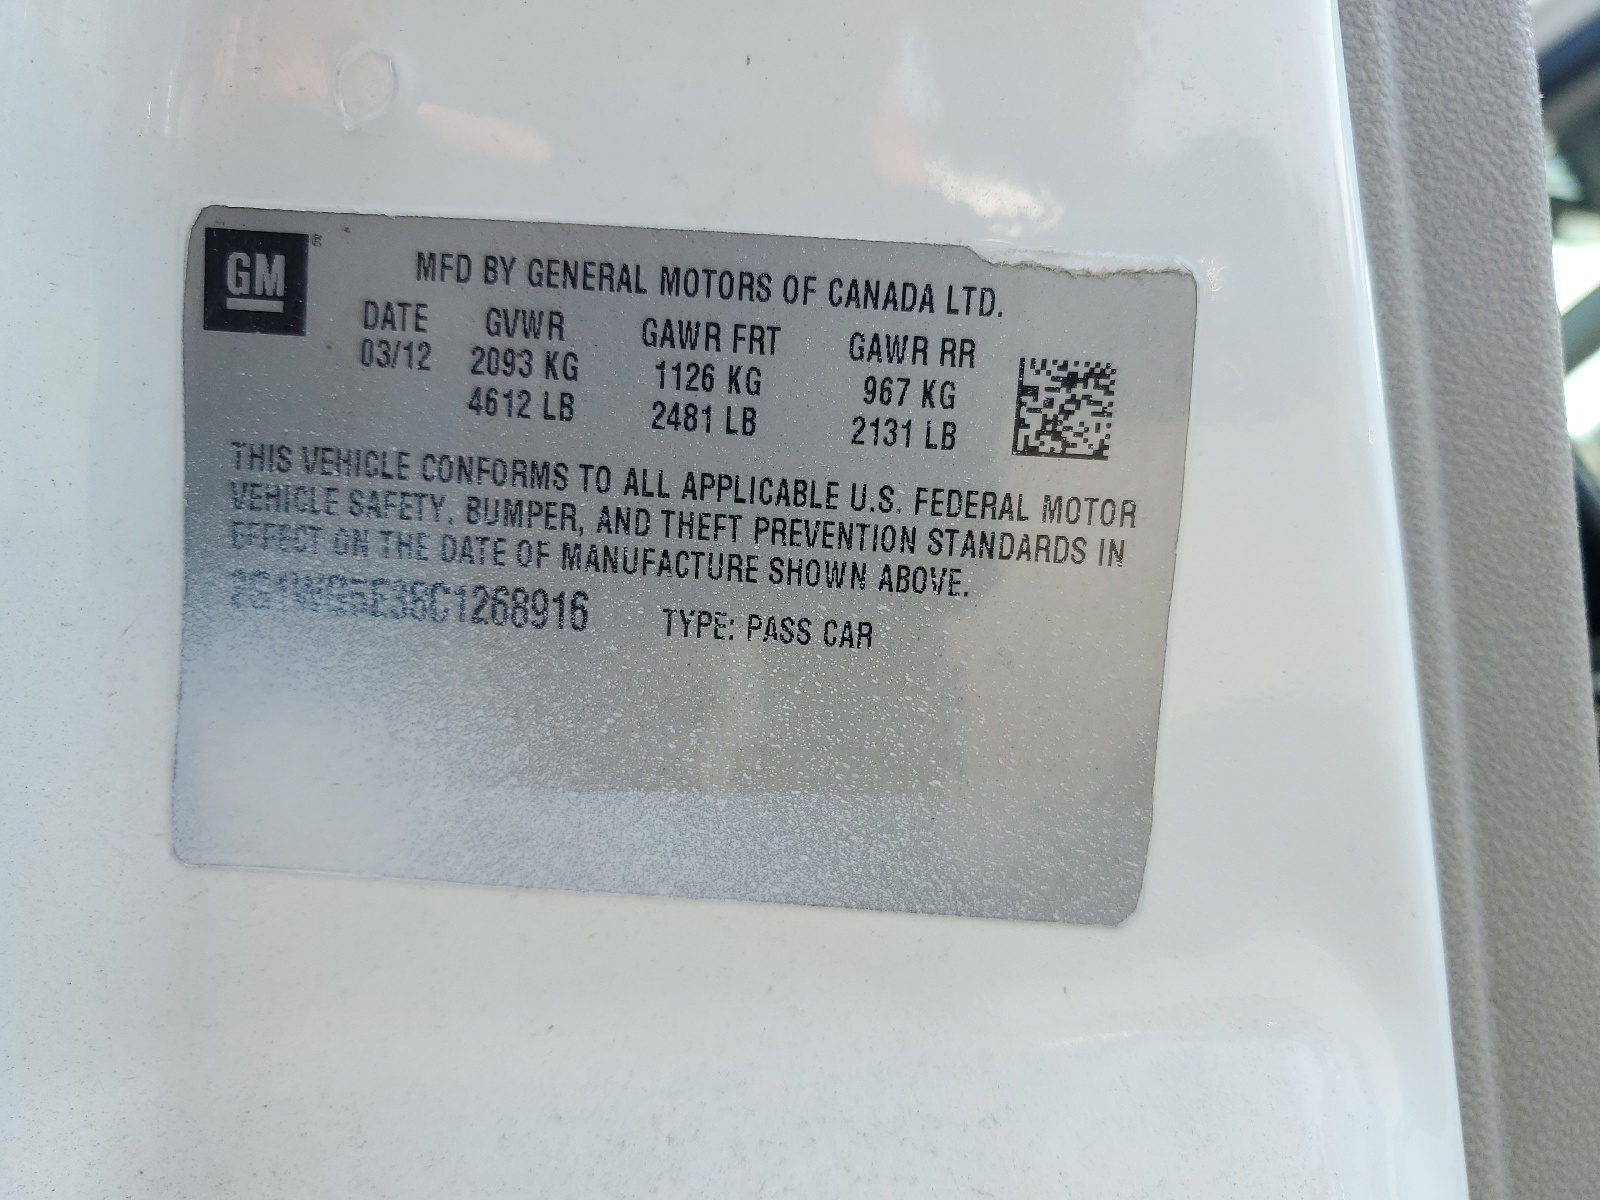 GM
MFD BY GENERAL MOTORS OF CANADA LTD.
DATE GVWR GAWR FRT GAWR RR
03/12 2093 KG 1126 KG 967 KG
4612 LB 2481 LB 2131 LB
THIS VEHICLE CONFORMS TO ALL APPLICABLE U.S. FEDERAL MOTOR
VEHICLE SAFETY, BUMPER, AND THEFT PREVENTION STANDARDS IN
EFFECT ON THE DATE OF MANUFACTURE SHOWN ABOVE.
2G1WG5E38C1268916 TYPE: PASS CAR